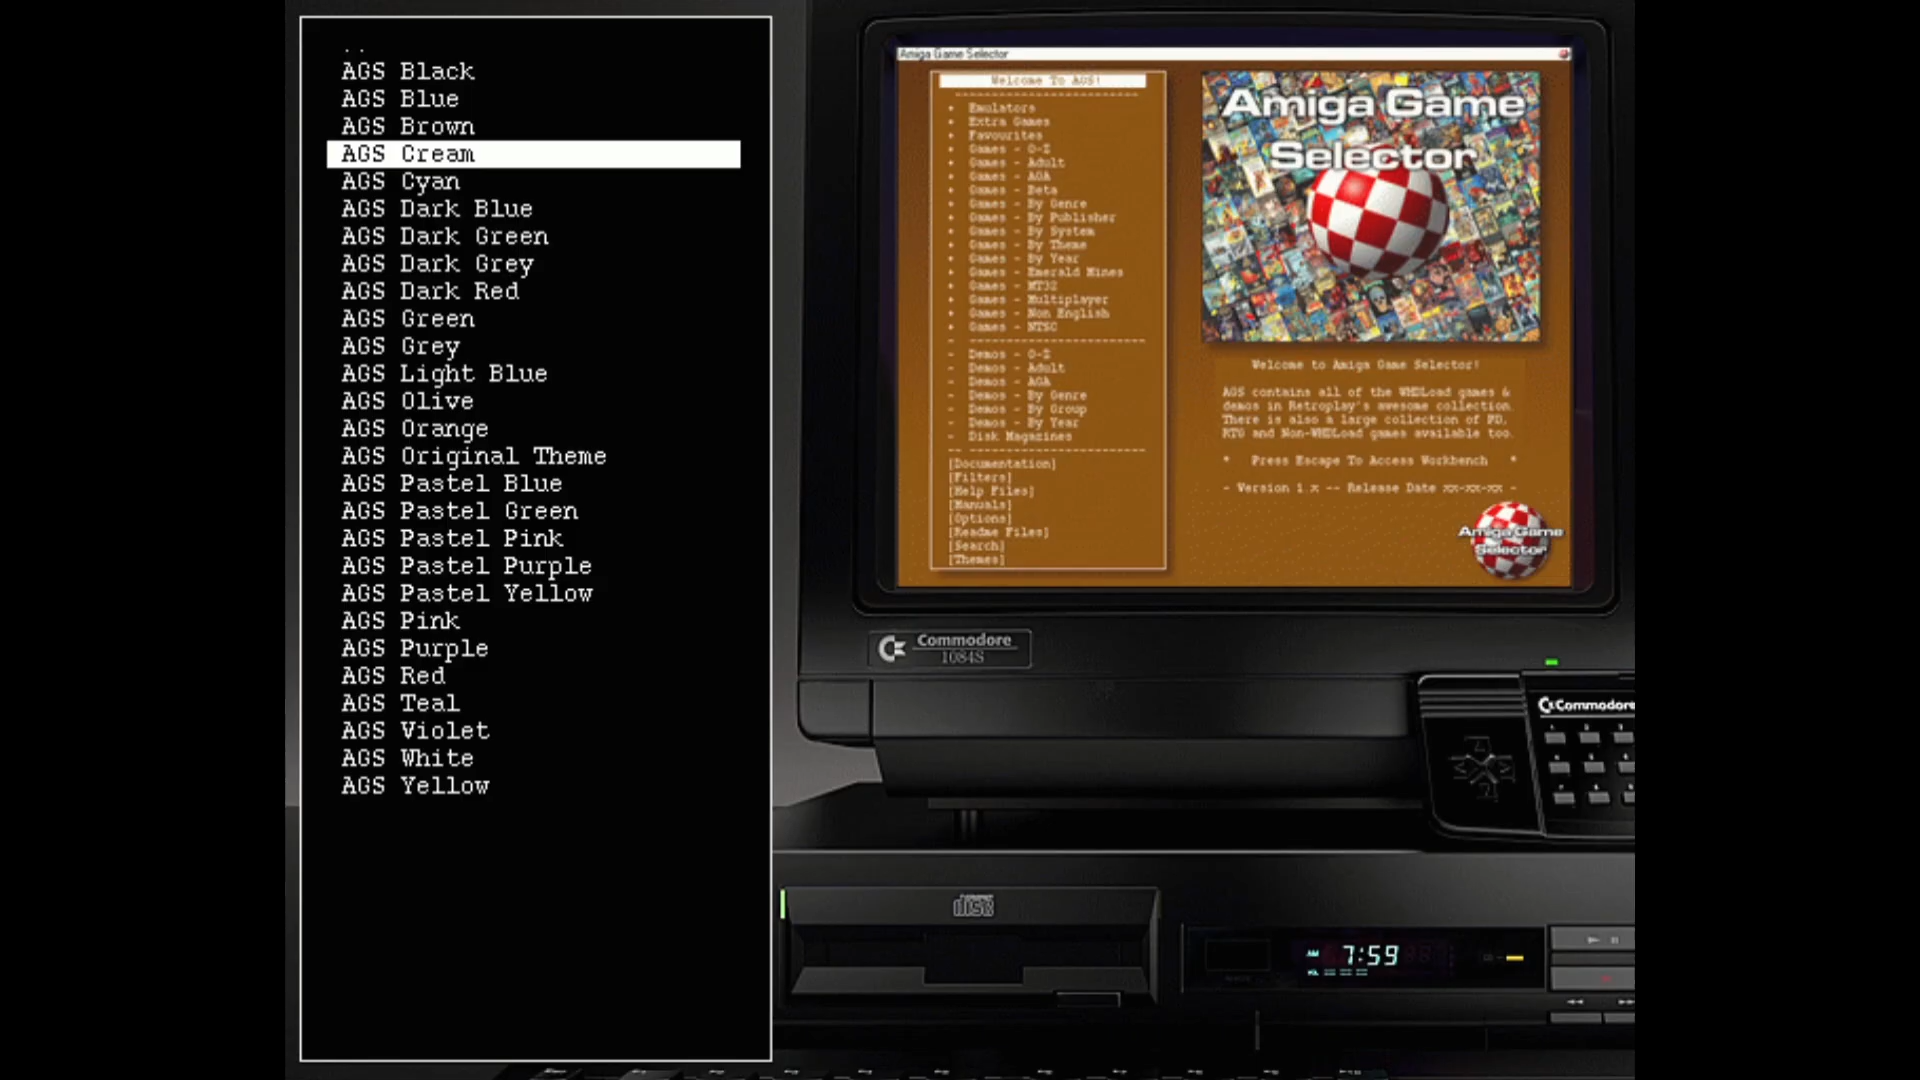 ..
AGS Black
AGS Blue
AGS Brown
AGS Cream
AGS Cyan
AGS Dark Blue
AGS Dark Green
AGS Dark Grey
AGS Dark Red
AGS Green
AGS Grey
AGS Light Blue
AGS Olive
AGS Orange
AGS Original Theme
AGS Pastel Blue
AGS Pastel Green
AGS Pastel Pink
AGS Pastel Purple
AGS Pastel Yellow
AGS Pink
AGS Purple
AGS Red
AGS Teal
AGS Violet
AGS White
AGS Yellow
Amiga Game Selector
Welcome To AGS!
+ Emulators
+ Extra Games
+ Favourites
+ Games - 0-Z
+ Games - Adult
+ Games - AGA
+ Games - Beta
+ Games - By Genre
+ Games - By Publisher
+ Games - By System
+ Games - By Theme
+ Games - By Year
+ Games - Emerald Mines
+ Games - MT32
+ Games - Multiplayer
+ Games - Non English
+ Games - NTSC
- Demos - 0-Z
- Demos - Adult
- Demos - AGA
- Demos - By Genre
- Demos - By Group
- Demos - By Year
- Disk Magazines
[Documentation]
[Filters]
[Help Files]
[Manuals]
[Options]
[Readme Files]
[Search]
[Themes]
Amiga Game
Selector
Welcome to Amiga Game Selector!
AGS contains all of the WHDLoad games &
demos in Retroplay's awesome collection.
There is also a large collection of PD,
RTG and Non-WHDLoad games available too.
* Press Escape To Access Workbench *
- Version 1.x -- Release Date xx-xx-xx -
Amiga Game
Selector
Commodore
1084S
Commodore
disc
AM 7:59